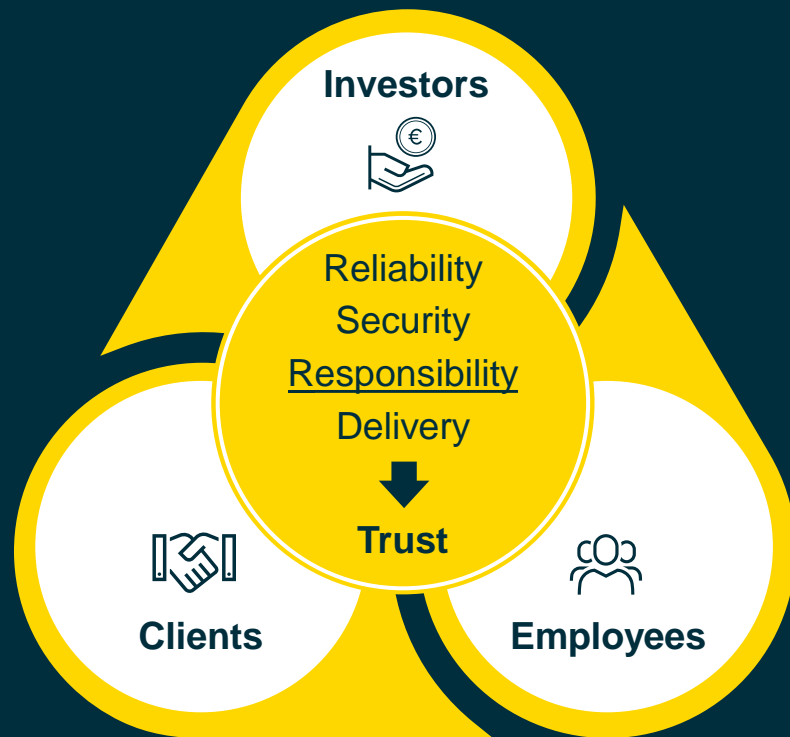 Investors
€
Reliability
Security
Responsibility
Delivery
Trust
Clients
Employees